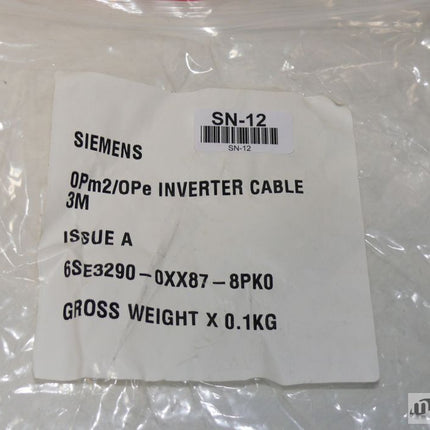 SN-12
SN-12
SIEMENS
OPm2/OPe INVERTER CABLE
3M
ISSUE A
6SE3290-0XX87-8PK0
GROSS WEIGHT X 0.1KG